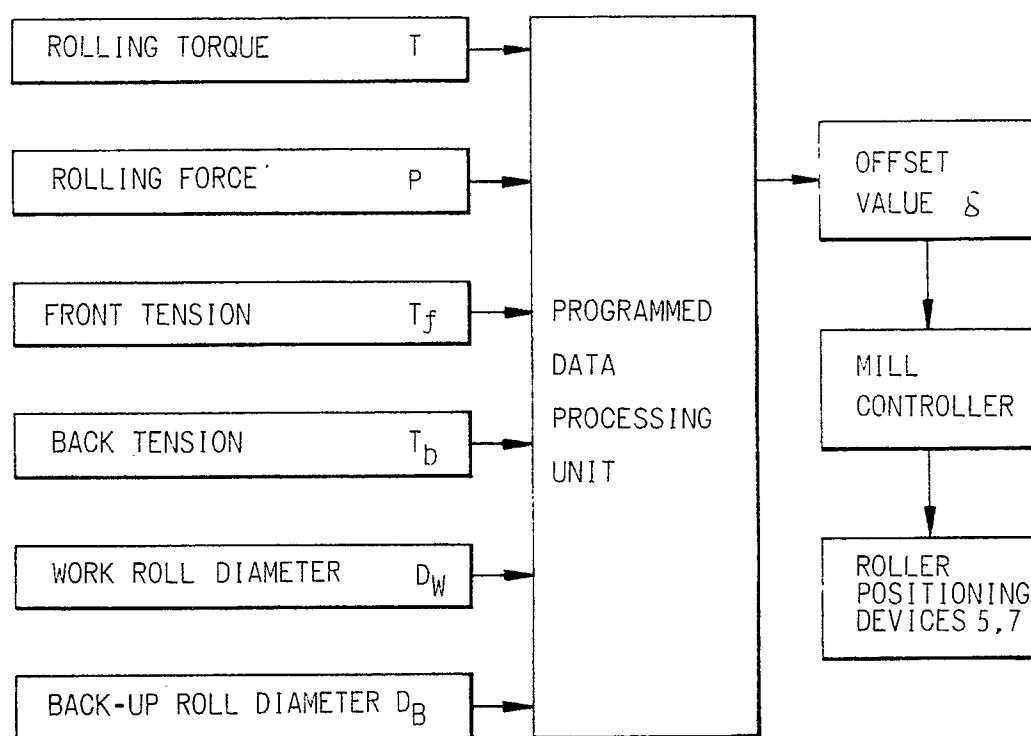 ROLLING TORQUE T
ROLLING FORCE P
FRONT TENSION Tf
BACK TENSION Tb
WORK ROLL DIAMETER DW
BACK-UP ROLL DIAMETER DB
PROGRAMMED
DATA
PROCESSING
UNIT
OFFSET
VALUE δ
MILL
CONTROLLER
ROLLER
POSITIONING
DEVICES 5,7